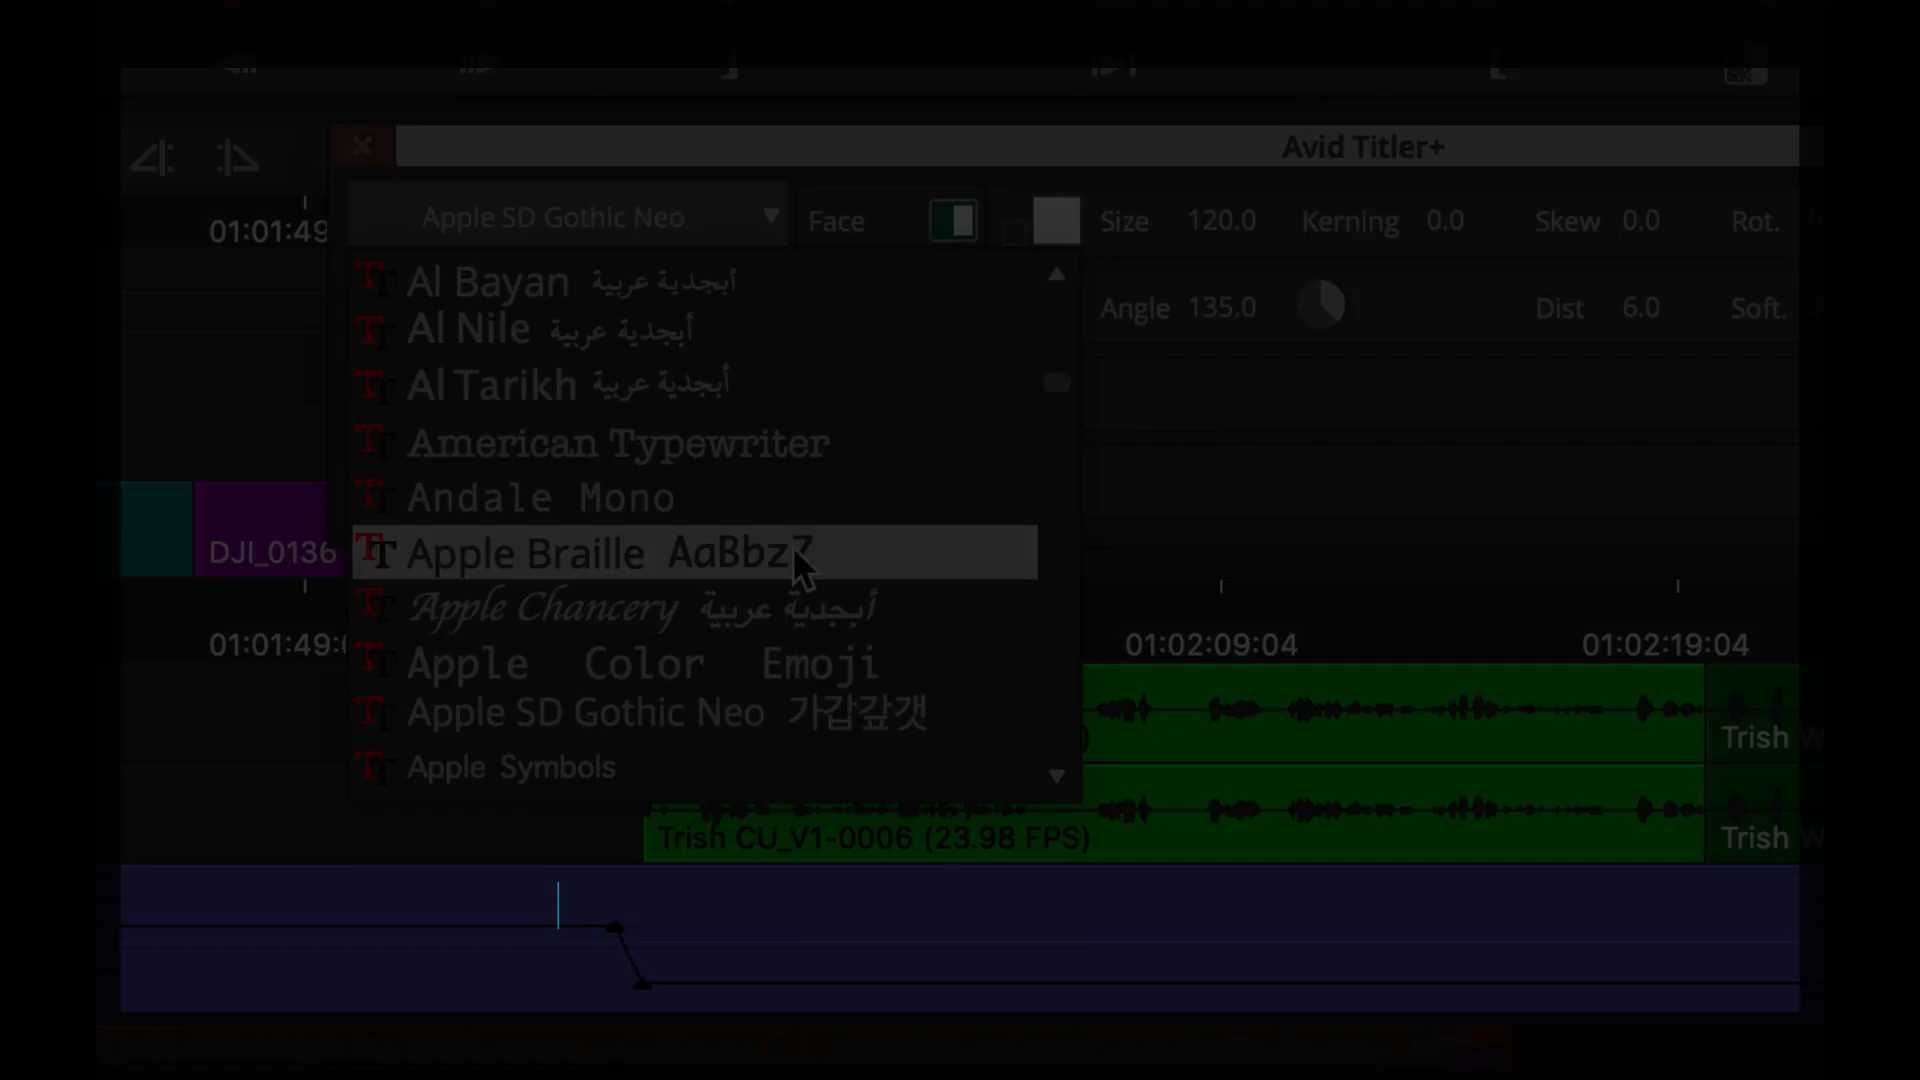 Avid Titler+
Apple SD Gothic Neo
Face
Size 120.0 Kerning 0.0 Skew 0.0 Rot.
01:01:49
Angle 135.0 Dist 6.0 Soft.
Al Bayan أبجدية عربية
Al Nile أبجدية عربية
Al Tarikh أبجدية عربية
American Typewriter
Andale Mono
DJI_0136
Apple Braille AaBbzZ
Apple Chancery أبجدية عربية
01:01:49:
01:02:09:04
01:02:19:04
Apple Color Emoji
Apple SD Gothic Neo 가갑갚갯
Trish
Apple Symbols
Trish CU_V1-0006 (23.98 FPS)
Trish